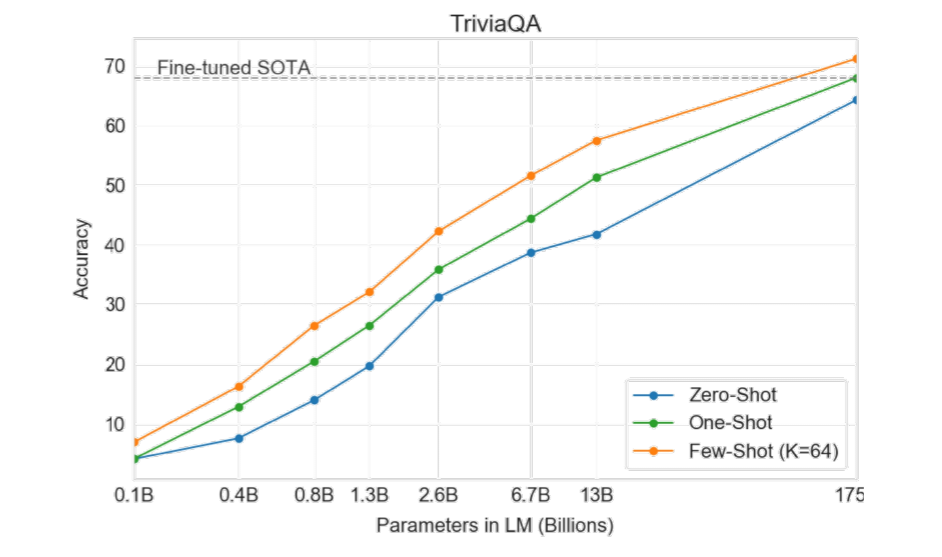 TriviaQA
70
Fine-tuned SOTA
60
50
40
30
20
10
Accuracy
Zero-Shot
One-Shot
Few-Shot (K=64)
0.1B 0.4B 0.8B 1.3B 2.6B 6.7B 13B 175
Parameters in LM (Billions)